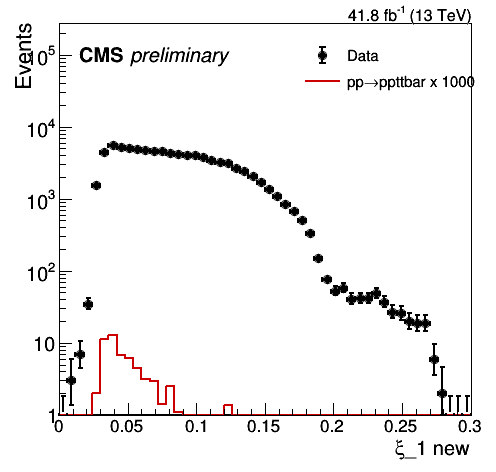 41.8 fb⁻¹ (13 TeV)
Events
CMS preliminary
Data
pp→ppttbar x 1000
10⁵
10⁴
10³
10²
10
1
0 0.05 0.1 0.15 0.2 0.25 0.3
ξ_1 new